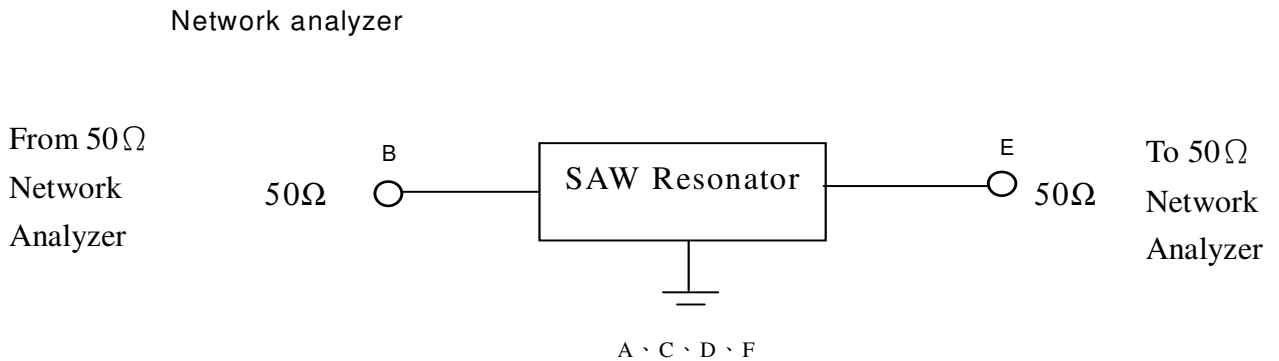 Network analyzer
From 50Ω
Network
Analyzer
50Ω
B
SAW Resonator
E
50Ω
To 50Ω
Network
Analyzer
A、C、D、F